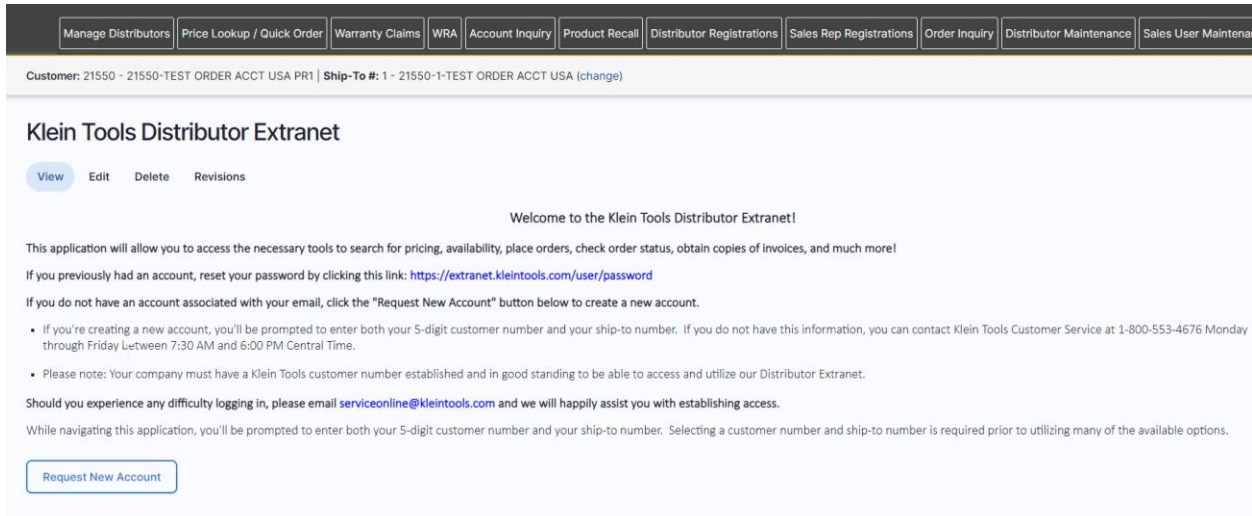 Manage Distributors Price Lookup / Quick Order Warranty Claims WRA Account Inquiry Product Recall Distributor Registrations Sales Rep Registrations Order Inquiry Distributor Maintenance Sales User
Customer: 21550 - 21550-TEST ORDER ACCT USA PR1 | Ship-To #: 1 - 21550-1-TEST ORDER ACCT USA (change)
Klein Tools Distributor Extranet
View Edit Delete Revisions
Welcome to the Klein Tools Distributor Extranet!
This application will allow you to access the necessary tools to search for pricing, availability, place orders, check order status, obtain copies of invoices, and much more!
If you previously had an account, reset your password by clicking this link: https://extranet.kleintools.com/user/password
If you do not have an account associated with your email, click the "Request New Account" button below to create a new account.
• If you're creating a new account, you'll be prompted to enter both your 5-digit customer number and your ship-to number. If you do not have this information, you can contact Klein Tools Customer Service at 1-800-553-4676 Monday
through Friday between 7:30 AM and 6:00 PM Central Time.
• Please note: Your company must have a Klein Tools customer number established and in good standing to be able to access and utilize our Distributor Extranet.
Should you experience any difficulty logging in, please email serviceonline@kleintools.com and we will happily assist you with establishing access.
While navigating this application, you'll be prompted to enter both your 5-digit customer number and your ship-to number. Selecting a customer number and ship-to number is required prior to utilizing many of the available options.
Request New Account